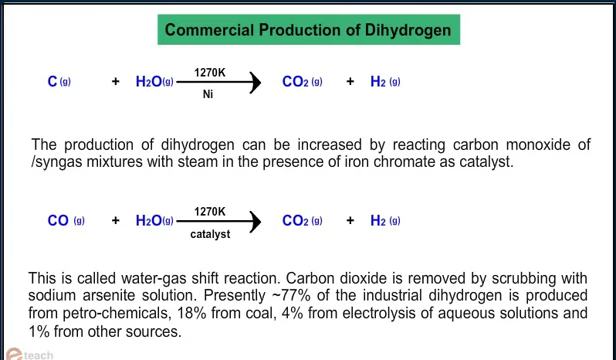 Commercial Production of Dihydrogen
1270K
C (g) + H2O(g) CO2 (g) + H2 (g)
Ni
The production of dihydrogen can be increased by reacting carbon monoxide of
/syngas mixtures with steam in the presence of iron chromate as catalyst.
1270K
CO (g) + H2O(g) CO2 (g) + H2 (g)
catalyst
This is called water-gas shift reaction. Carbon dioxide is removed by scrubbing with
sodium arsenite solution. Presently ~77% of the industrial dihydrogen is produced
from petro-chemicals, 18% from coal, 4% from electrolysis of aqueous solutions and
1% from other sources.
teach